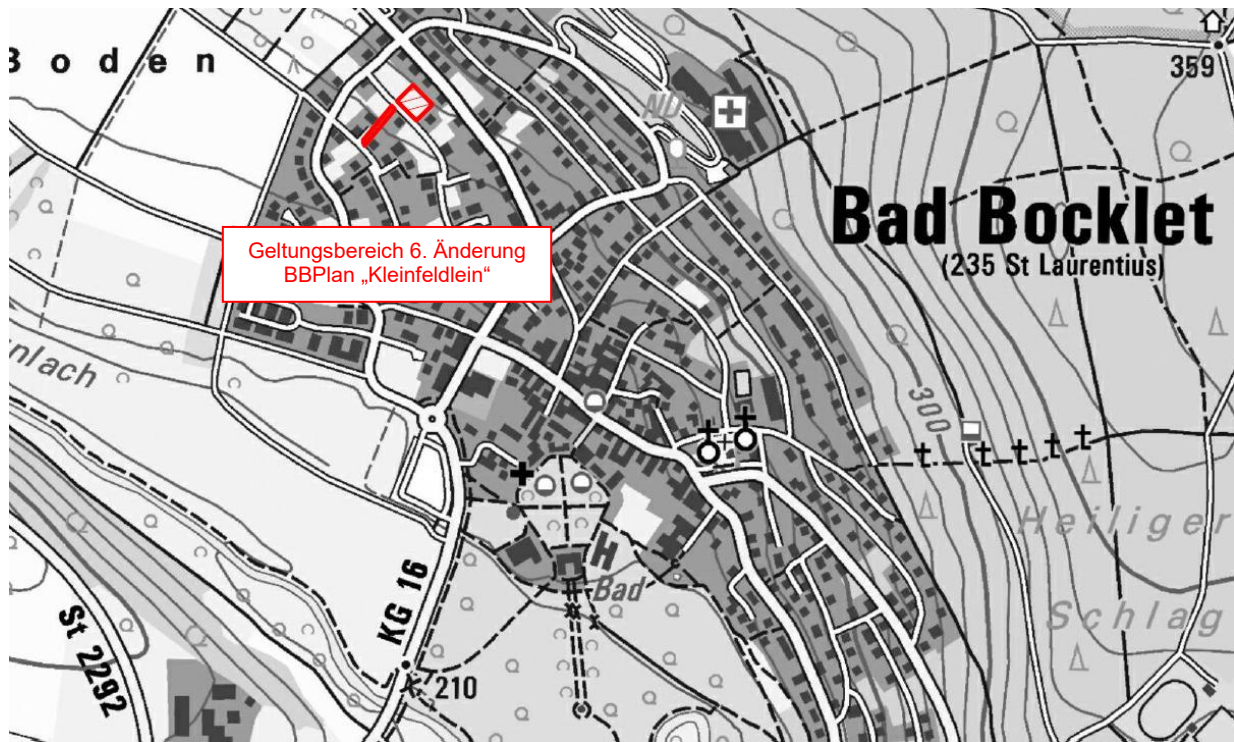 Boden
359
ND
Bad Bocklet
(235 St Laurentius)
Geltungsbereich 6. Änderung
BBPlan „Kleinfeldlein“
300
Heiliger
Schlag
Bad
KG 16
St 2292
210